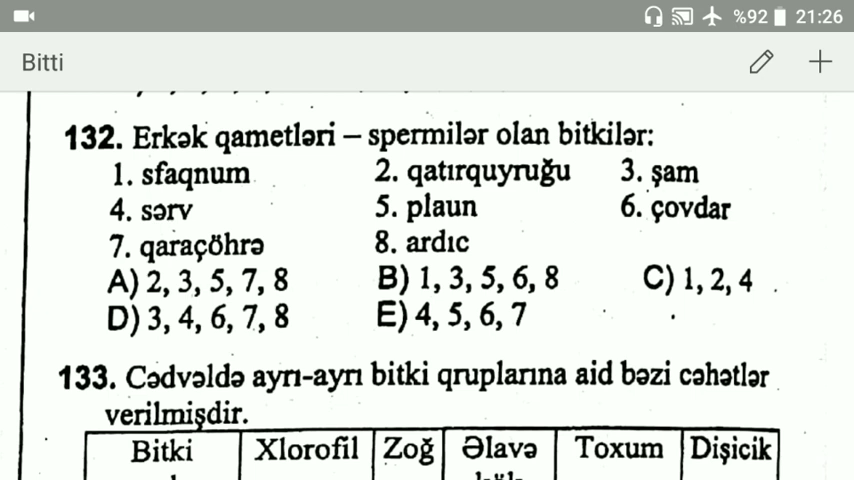 %92 21:26
Bitti
132. Erkək qametləri – spermilər olan bitkilər:
1. sfaqnum 2. qatırquyruğu 3. şam
4. sərv 5. plaun 6. çovdar
7. qaraçöhrə 8. ardıc
A) 2, 3, 5, 7, 8 B) 1, 3, 5, 6, 8 C) 1, 2, 4
D) 3, 4, 6, 7, 8 E) 4, 5, 6, 7
133. Cədvəldə ayrı-ayrı bitki qruplarına aid bəzi cəhətlər
verilmişdir.
Bitki Xlorofil Zoğ Əlavə Toxum Dişicik